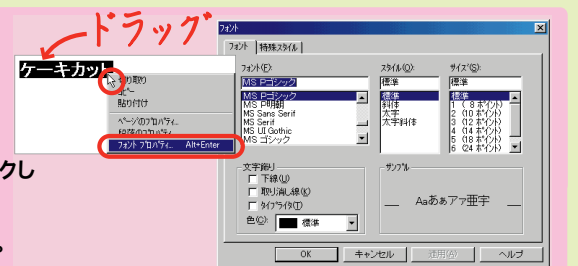 ドラッグ
ケーキカット
切り取り
コピー
貼り付け
ページのプロパティ...
段落のプロパティ...
フォント プロパティ... Alt+Enter
クし
。
フォント
フォント 特殊スタイル
フォント(F):
MS Pゴシック
MS Pゴシック
MS P明朝
MS Sans Serif
MS Serif
MS UI Gothic
MS ゴシック
スタイル(O):
標準
標準
斜体
太字
太字斜体
サイズ(S):
標準
標準
1 ( 8 ポイント)
2 (10 ポイント)
3 (12 ポイント)
4 (14 ポイント)
5 (18 ポイント)
6 (24 ポイント)
文字飾り
下線(U)
取り消し線(K)
タイプライタ(T)
色(C): 標準
サンプル
Aaあぁアァ亜宇
OK キャンセル 適用(A) ヘルプ